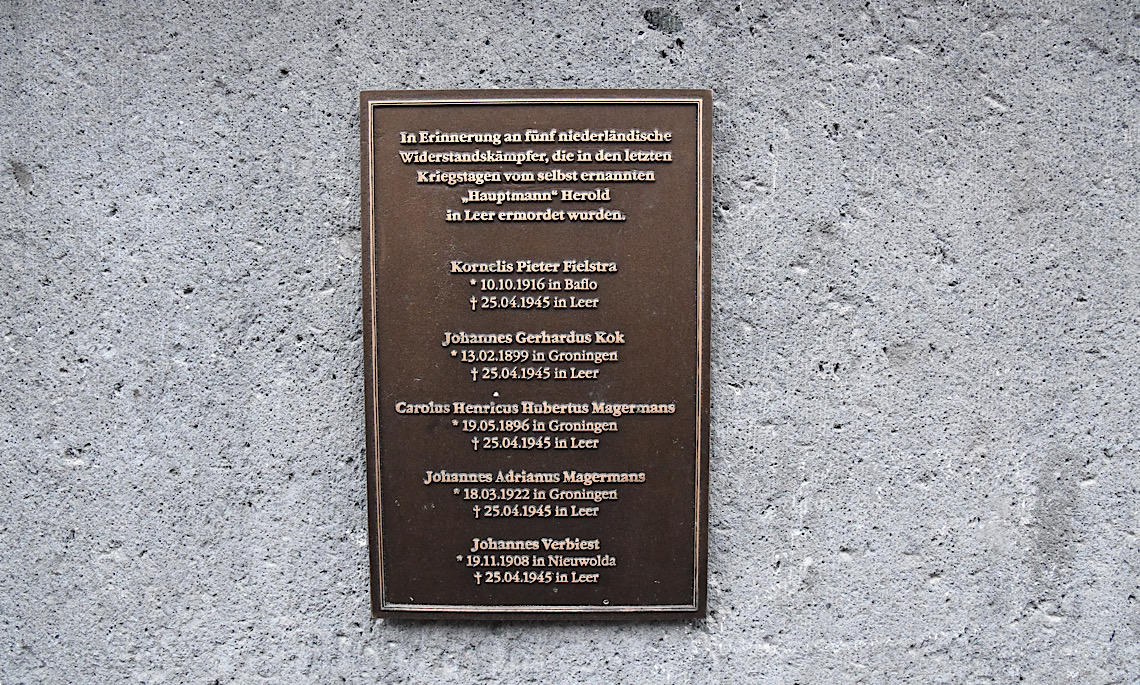 In Erinnerung an fünf niederländische
Widerstandskämpfer, die in den letzten
Kriegstagen vom selbst ernannten
„Hauptmann“ Herold
in Leer ermordet wurden.
Kornelis Pieter Fielstra
* 10.10.1916 in Baflo
† 25.04.1945 in Leer
Johannes Gerhardus Kok
* 13.02.1899 in Groningen
† 25.04.1945 in Leer
Carolus Henricus Hubertus Magermans
* 19.05.1896 in Groningen
† 25.04.1945 in Leer
Johannes Adrianus Magermans
* 18.03.1922 in Groningen
† 25.04.1945 in Leer
Johannes Verbiest
* 19.11.1908 in Nieuwolda
† 25.04.1945 in Leer